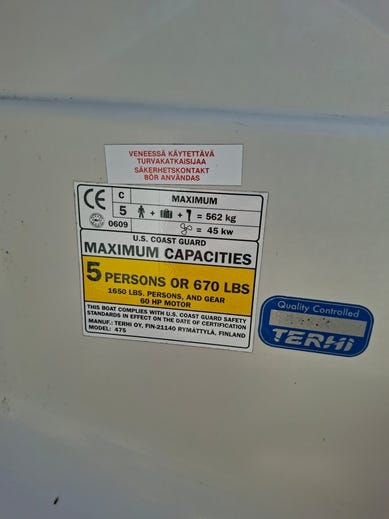 VENEESSÄ KÄYTETTÄVÄ
TURVAKATKAISIJAA
SÄKERHETSKONTAKT
BÖR ANVÄNDAS
CE C MAXIMUM
5 + + = 562 kg
0609 = 45 kw
U.S. COAST GUARD
MAXIMUM CAPACITIES
5 PERSONS OR 670 LBS
1650 LBS. PERSONS, AND GEAR
60 HP MOTOR
THIS BOAT COMPLIES WITH U.S. COAST GUARD SAFETY
STANDARDS IN EFFECT ON THE DATE OF CERTIFICATION
MANUF.: TERHI OY, FIN-21140 RYMÄTTYLÄ, FINLAND
MODEL: 475
Quality Controlled
TERHi